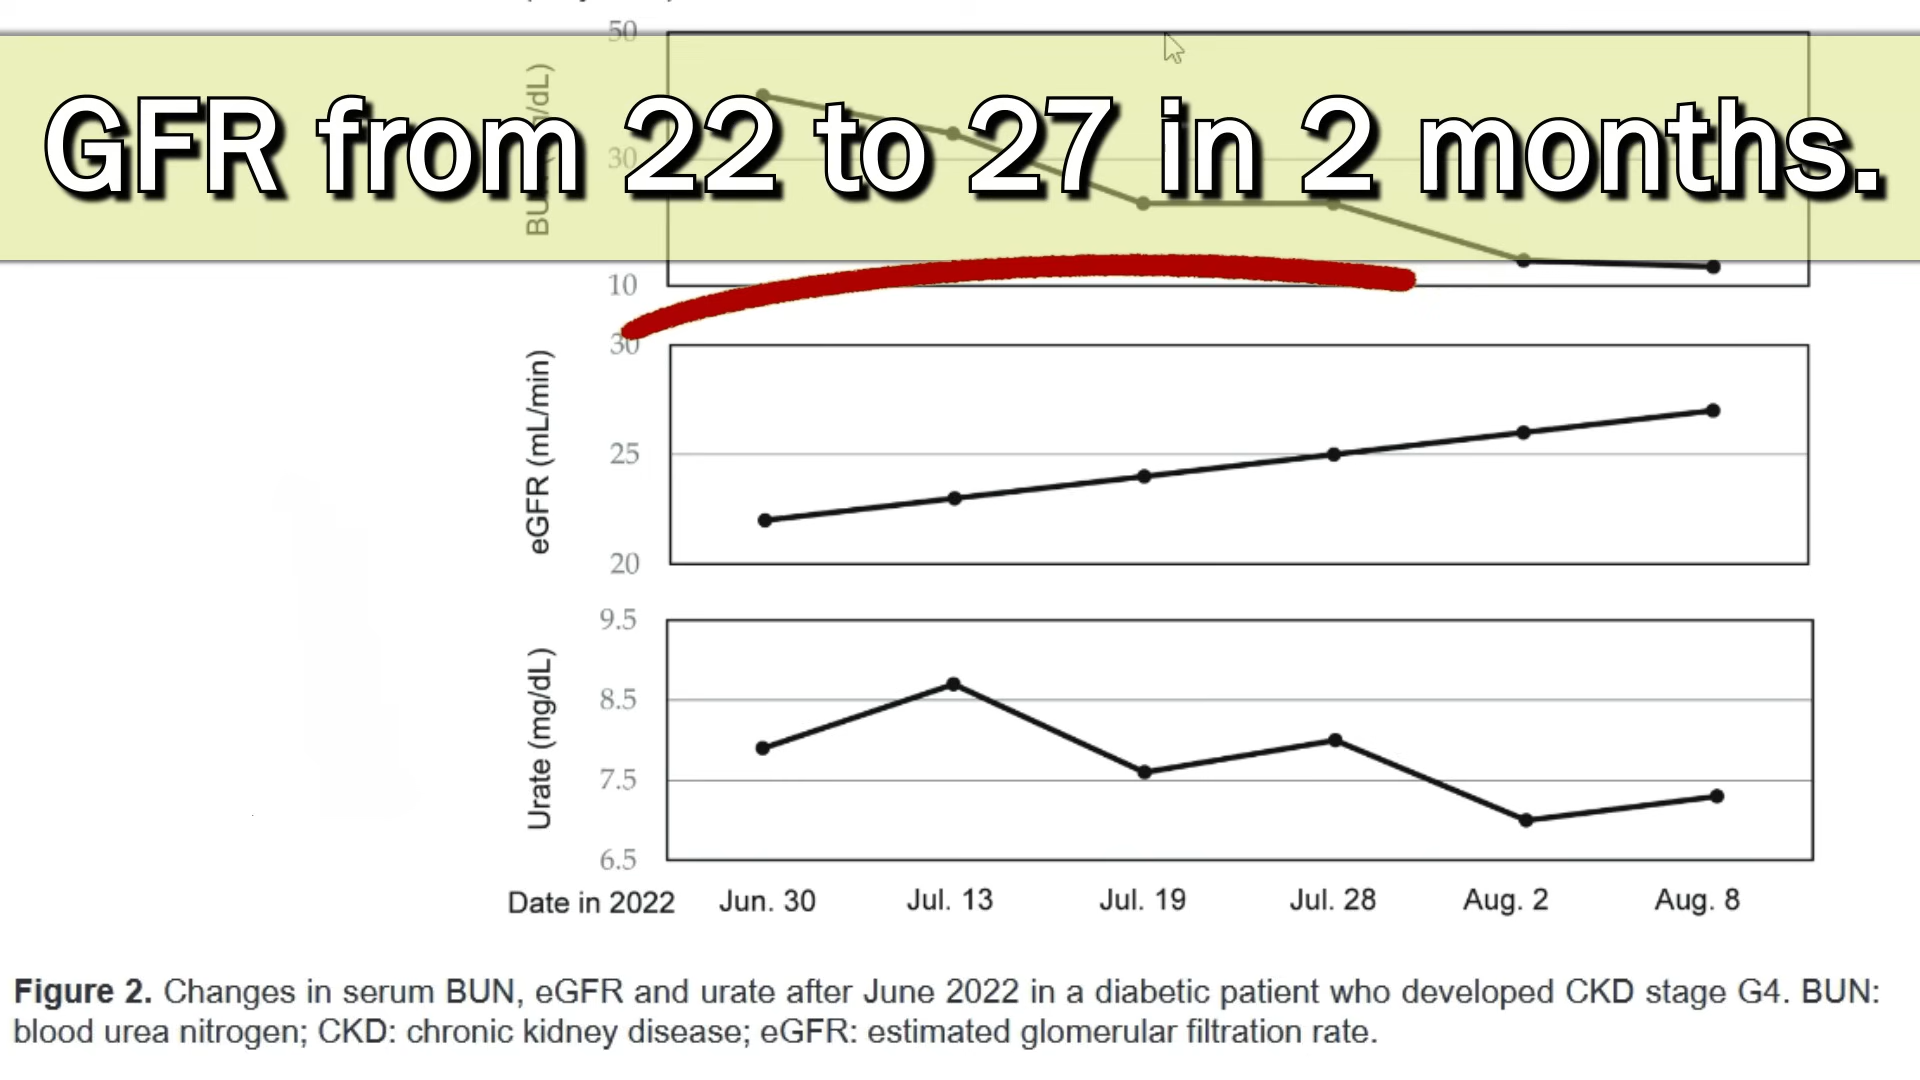 50
GFR from 22 to 27 in 2 months.
30
10
30
eGFR (mL/min)
25
20
9.5
Urate (mg/dL)
8.5
7.5
6.5
Date in 2022 Jun. 30 Jul. 13 Jul. 19 Jul. 28 Aug. 2 Aug. 8
Figure 2. Changes in serum BUN, eGFR and urate after June 2022 in a diabetic patient who developed CKD stage G4. BUN:
blood urea nitrogen; CKD: chronic kidney disease; eGFR: estimated glomerular filtration rate.